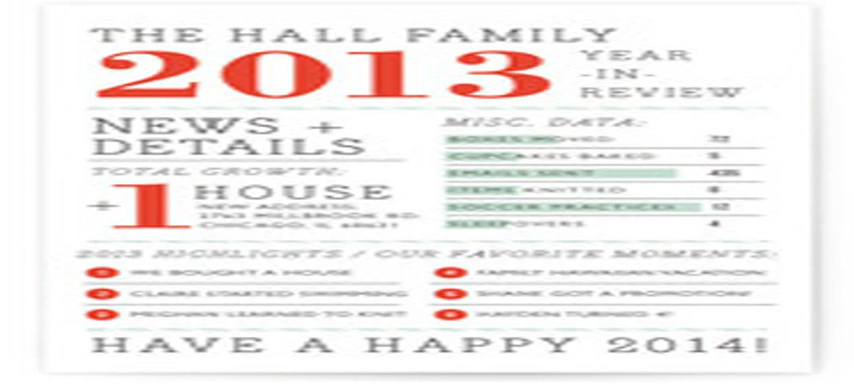 THE HALL FAMILY
2013
YEAR
-IN-
REVIEW
NEWS +
DETAILS
TOTAL GROWTH:
+1 HOUSE
NEW ADDRESS:
MILLBROOK RD.
CHICAGO, IL
MISC. DATA:
BOXES MOVED
CUPCAKES BAKED
EMAILS SENT
ITEMS KNITTED
SOCCER PRACTICES
SLEEPOVERS
2013 HIGHLIGHTS / OUR FAVORITE MOMENTS:
WE BOUGHT A HOUSE
CLAIRE STARTED SWIMMING
MEGHAN LEARNED TO KNIT
FAMILY HAWAIIAN VACATION
SHANE GOT A PROMOTION!
HAYDEN TURNED
HAVE A HAPPY 2014!